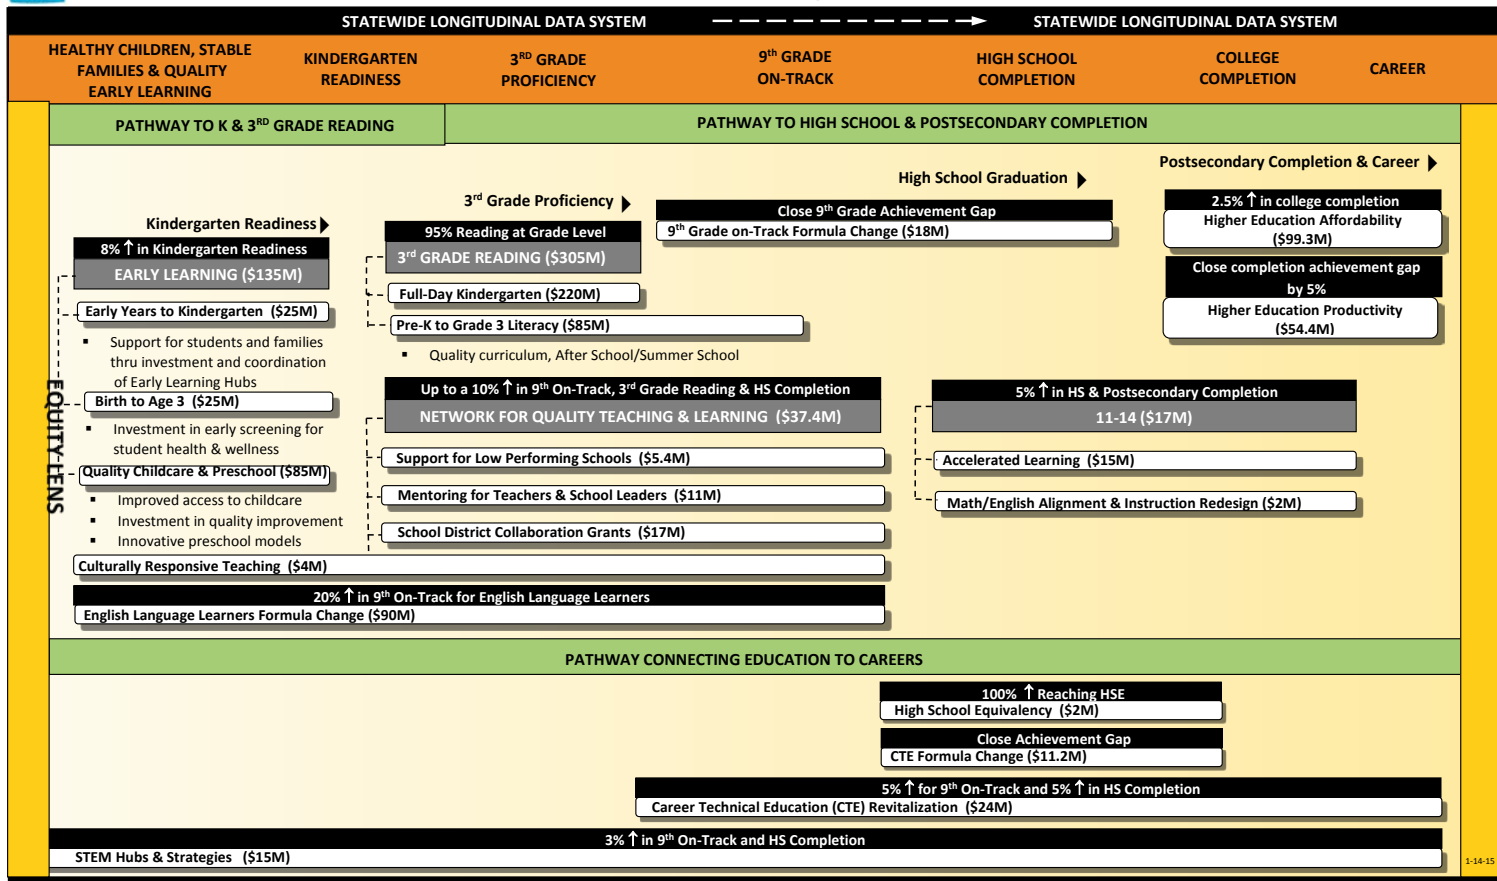 STATEWIDE LONGITUDINAL DATA SYSTEM STATEWIDE LONGITUDINAL DATA SYSTEM
HEALTHY CHILDREN, STABLE
FAMILIES & QUALITY
EARLY LEARNING
KINDERGARTEN
READINESS
3RD GRADE
PROFICIENCY
9th GRADE
ON-TRACK
HIGH SCHOOL
COMPLETION
COLLEGE
COMPLETION
CAREER
PATHWAY TO K & 3RD GRADE READING
PATHWAY TO HIGH SCHOOL & POSTSECONDARY COMPLETION
EQUITY LENS
Kindergarten Readiness
8% ↑ in Kindergarten Readiness
EARLY LEARNING ($135M)
Early Years to Kindergarten ($25M)
▪ Support for students and families
thru investment and coordination
of Early Learning Hubs
Birth to Age 3 ($25M)
▪ Investment in early screening for
student health & wellness
Quality Childcare & Preschool ($85M)
▪ Improved access to childcare
▪ Investment in quality improvement
▪ Innovative preschool models
3rd Grade Proficiency
95% Reading at Grade Level
3rd GRADE READING ($305M)
Full-Day Kindergarten ($220M)
Pre-K to Grade 3 Literacy ($85M)
▪ Quality curriculum, After School/Summer School
Up to a 10% ↑ in 9th On-Track, 3rd Grade Reading & HS Completion
NETWORK FOR QUALITY TEACHING & LEARNING ($37.4M)
Support for Low Performing Schools ($5.4M)
Mentoring for Teachers & School Leaders ($11M)
School District Collaboration Grants ($17M)
Culturally Responsive Teaching ($4M)
20% ↑ in 9th On-Track for English Language Learners
English Language Learners Formula Change ($90M)
High School Graduation
Close 9th Grade Achievement Gap
9th Grade on-Track Formula Change ($18M)
Postsecondary Completion & Career
2.5% ↑ in college completion
Higher Education Affordability
($99.3M)
Close completion achievement gap
by 5%
Higher Education Productivity
($54.4M)
5% ↑ in HS & Postsecondary Completion
11-14 ($17M)
Accelerated Learning ($15M)
Math/English Alignment & Instruction Redesign ($2M)
PATHWAY CONNECTING EDUCATION TO CAREERS
100% ↑ Reaching HSE
High School Equivalency ($2M)
Close Achievement Gap
CTE Formula Change ($11.2M)
5% ↑ for 9th On-Track and 5% ↑ in HS Completion
Career Technical Education (CTE) Revitalization ($24M)
3% ↑ in 9th On-Track and HS Completion
STEM Hubs & Strategies ($15M)
1-14-15